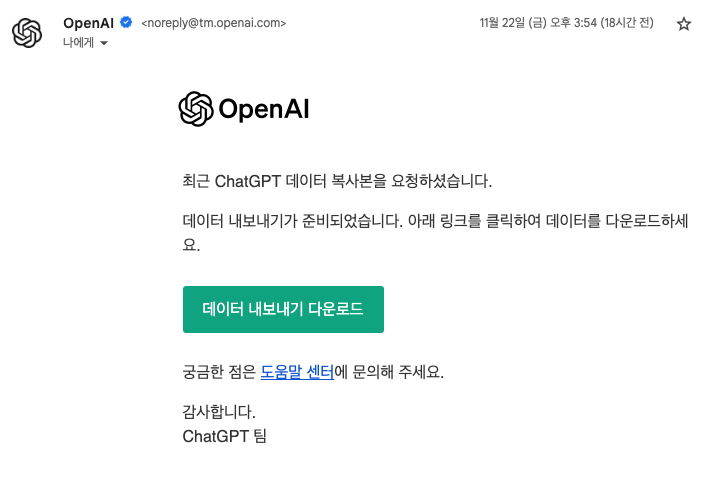 OpenAI <noreply@tm.openai.com> 11월 22일 (금) 오후 3:54 (18시간 전)
나에게
OpenAI
최근 ChatGPT 데이터 복사본을 요청하셨습니다.
데이터 내보내기가 준비되었습니다. 아래 링크를 클릭하여 데이터를 다운로드하세
요.
데이터 내보내기 다운로드
궁금한 점은 도움말 센터에 문의해 주세요.
감사합니다.
ChatGPT 팀